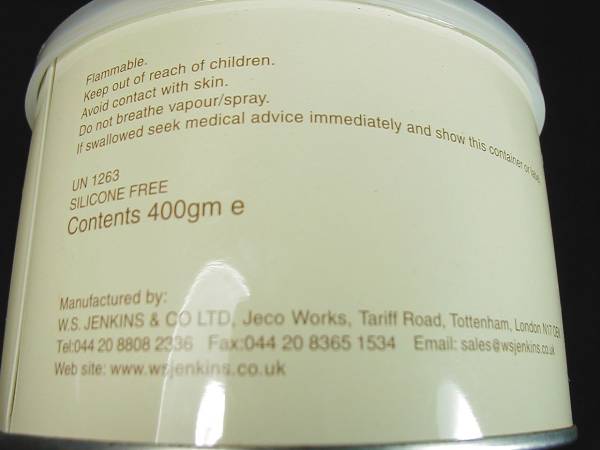 Flammable.
Keep out of reach of children.
Avoid contact with skin.
Do not breathe vapour/spray.
If swallowed seek medical advice immediately and show this container or label
UN 1263
SILICONE FREE
Contents 400gm e
Manufactured by:
W.S. JENKINS & CO LTD, Jeco Works, Tariff Road, Tottenham, London N17
Tel:044 20 8808 2336 Fax:044 20 8365 1534 Email: sales@wsjenkins.co.uk
Web site: www.wsjenkins.co.uk